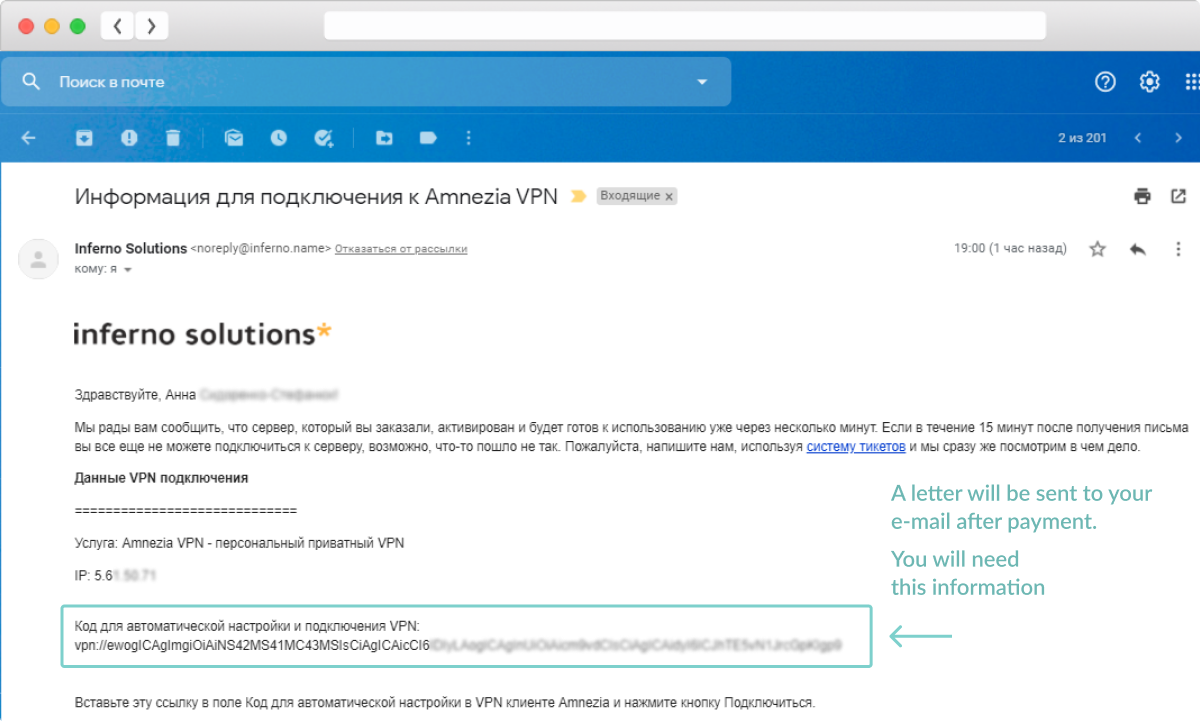 Поиск в почте
2 из 201
Информация для подключения к Amnezia VPN
Входящие x
Inferno Solutions <noreply@inferno.name> Отказаться от рассылки
19:00 (1 час назад)
кому: я
inferno solutions*
Здравствуйте, Анна
Мы рады вам сообщить, что сервер, который вы заказали, активирован и будет готов к использованию уже через несколько минут. Если в течение 15 минут после получения письма
вы все еще не можете подключиться к серверу, возможно, что-то пошло не так. Пожалуйста, напишите нам, используя систему тикетов и мы сразу же посмотрим в чем дело.
Данные VPN подключения
=============================
Услуга: Amnezia VPN - персональный приватный VPN
IP: 5.6
Код для автоматической настройки и подключения VPN:
vpn://ewogICAgImgiOiAiNS42MS41MC43MSIsCiAgICAicCI6
Вставьте эту ссылку в поле Код для автоматической настройки в VPN клиенте Amnezia и нажмите кнопку Подключиться.
A letter will be sent to your
e-mail after payment.
You will need
this information